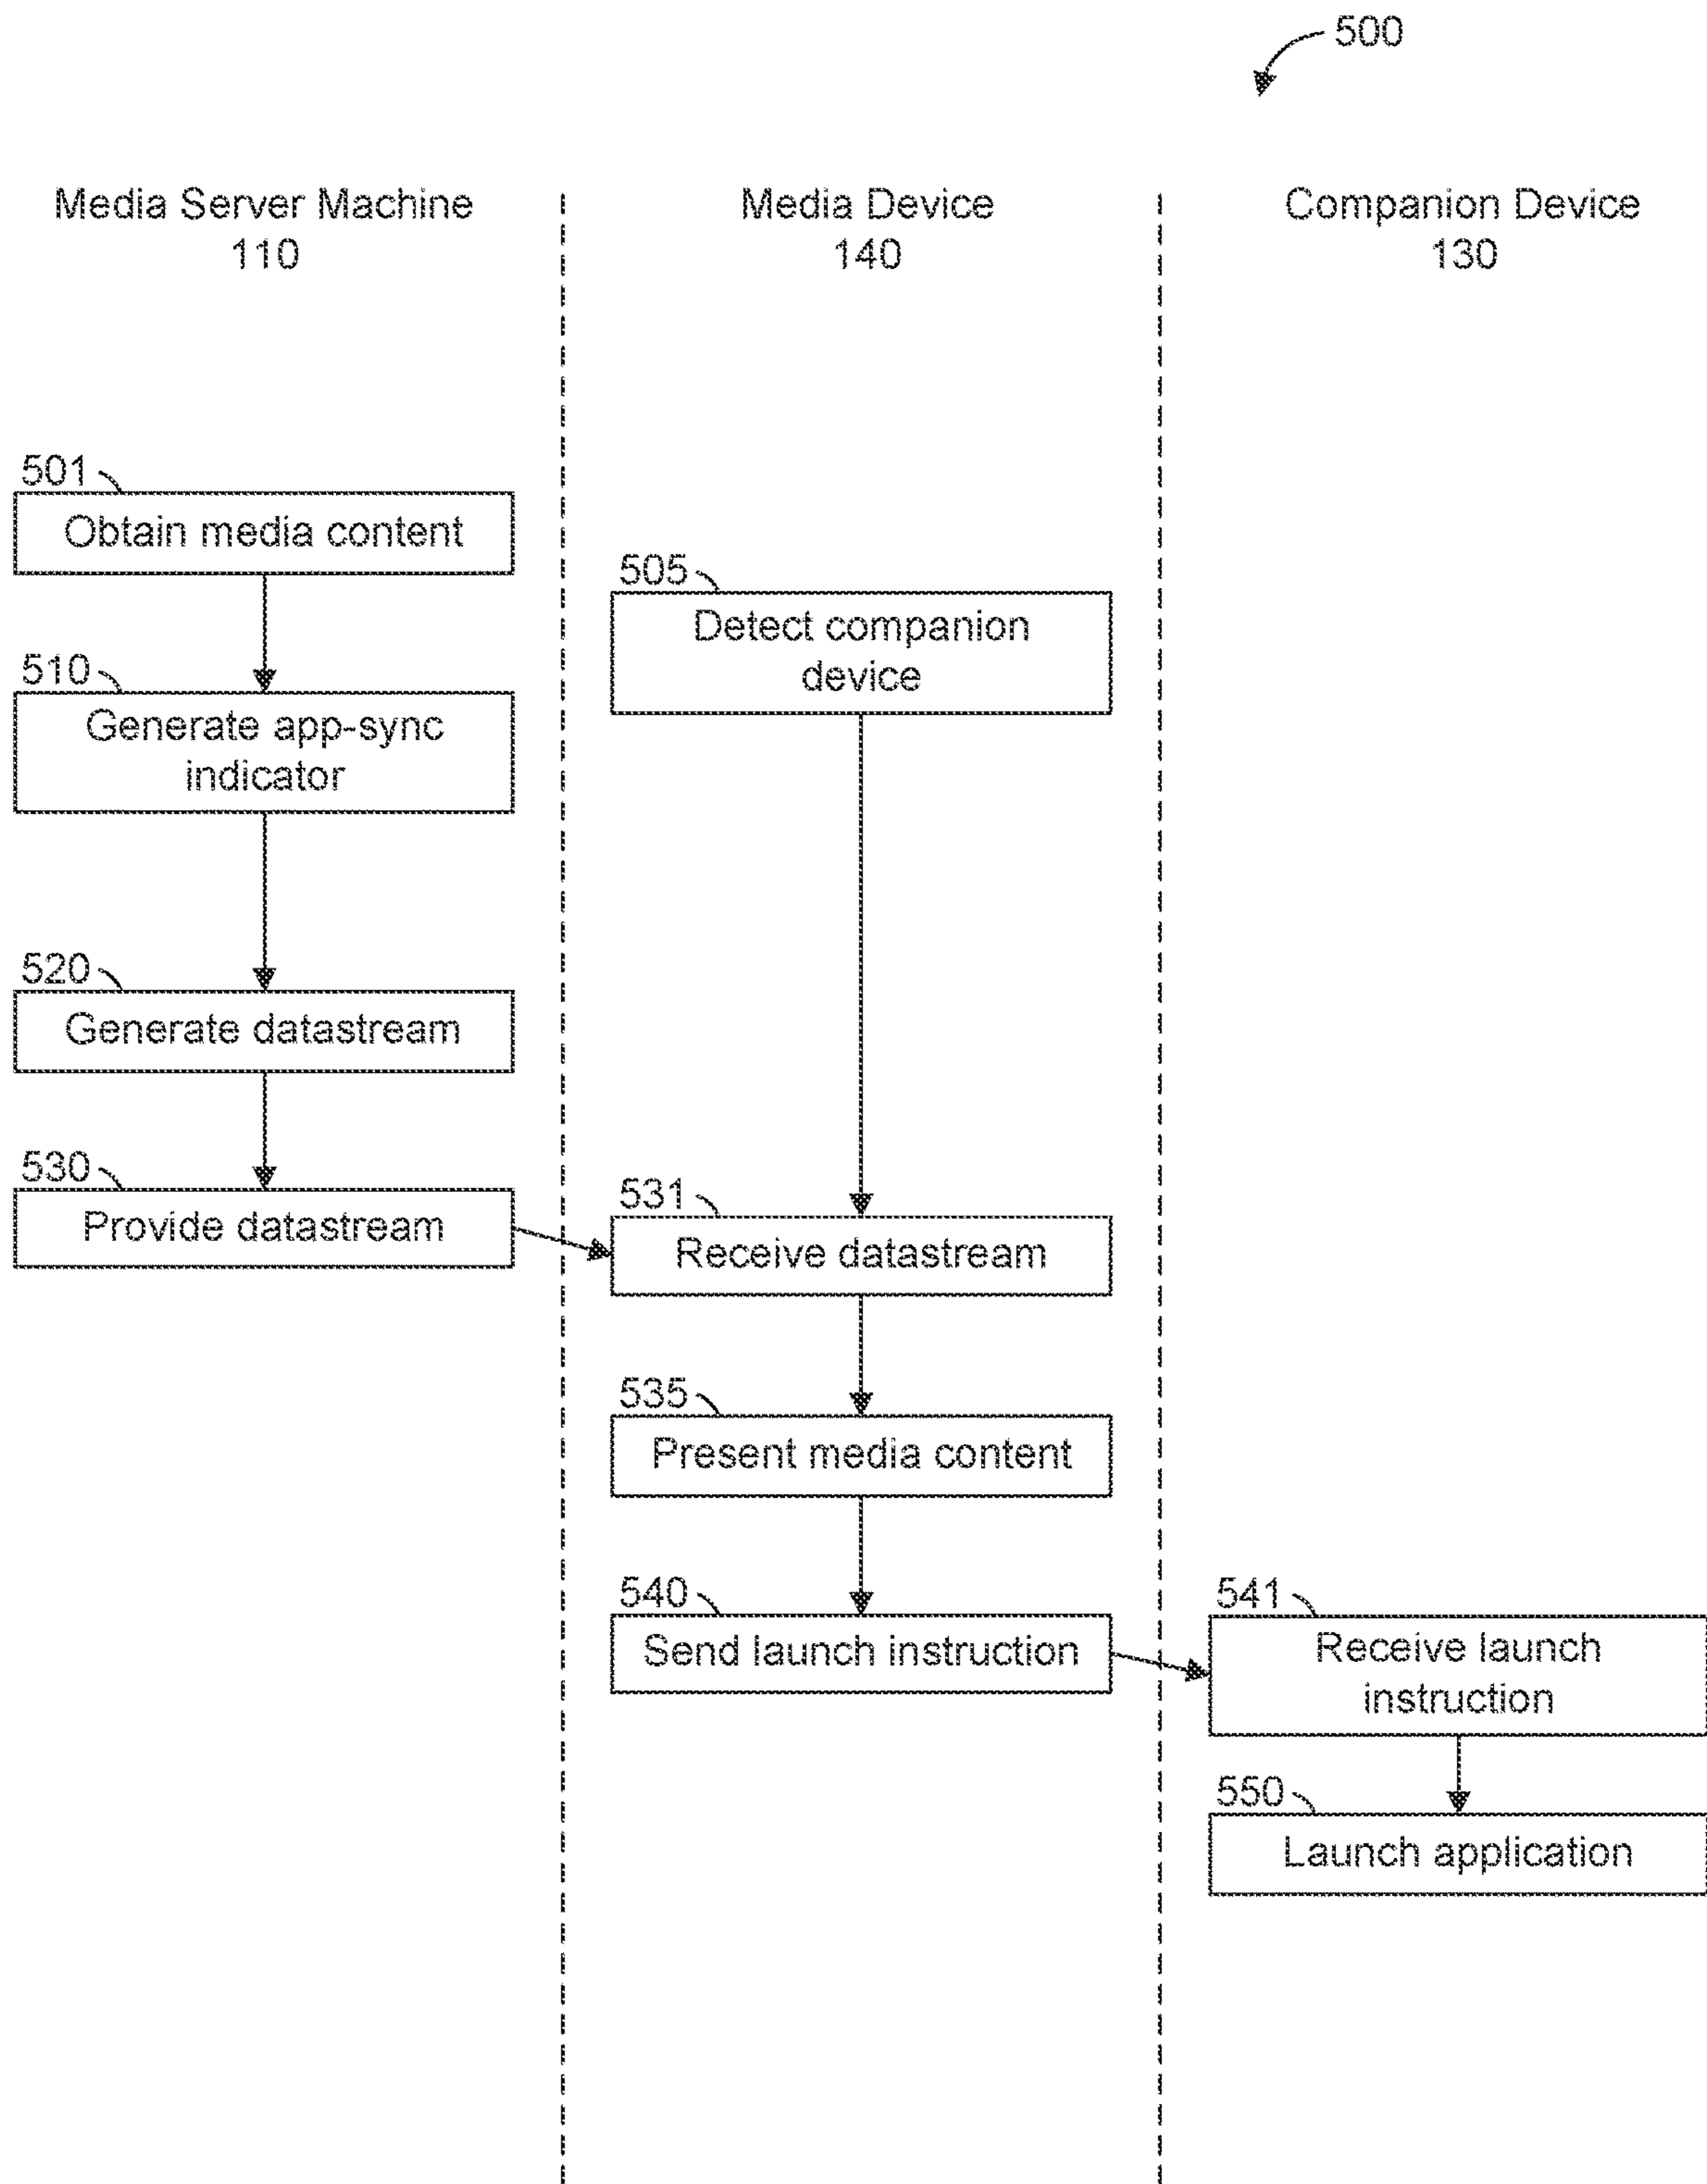 500
Media Server Machine
110
Media Device
140
Companion Device
130
501
Obtain media content
505
Detect companion
device
510
Generate app-sync
indicator
520
Generate datastream
530
Provide datastream
531
Receive datastream
535
Present media content
540
Send launch instruction
541
Receive launch
instruction
550
Launch application